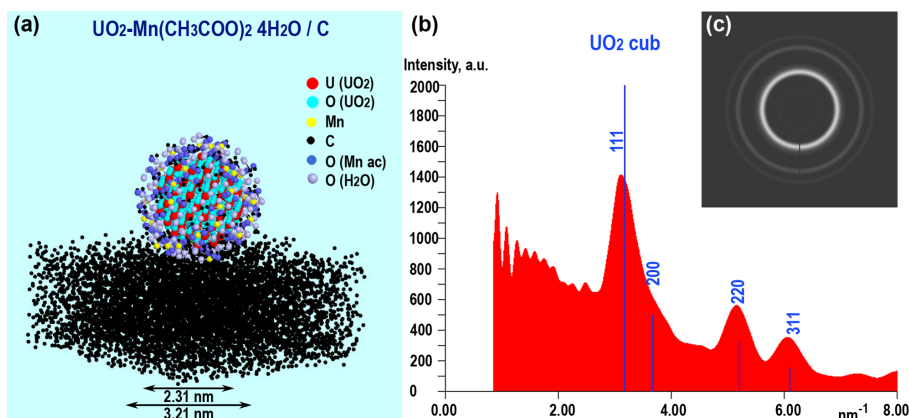 (a)
UO2-Mn(CH3COO)2 4H2O / C
U (UO2)
O (UO2)
Mn
C
O (Mn ac)
O (H2O)
2.31 nm
3.21 nm
(b)
UO2 cub
Intensity, a.u.
2000
1800
1600
1400
1200
1000
800
600
400
200
0
111
200
220
311
0.00
2.00
4.00
6.00
8.00
nm-1
(c)